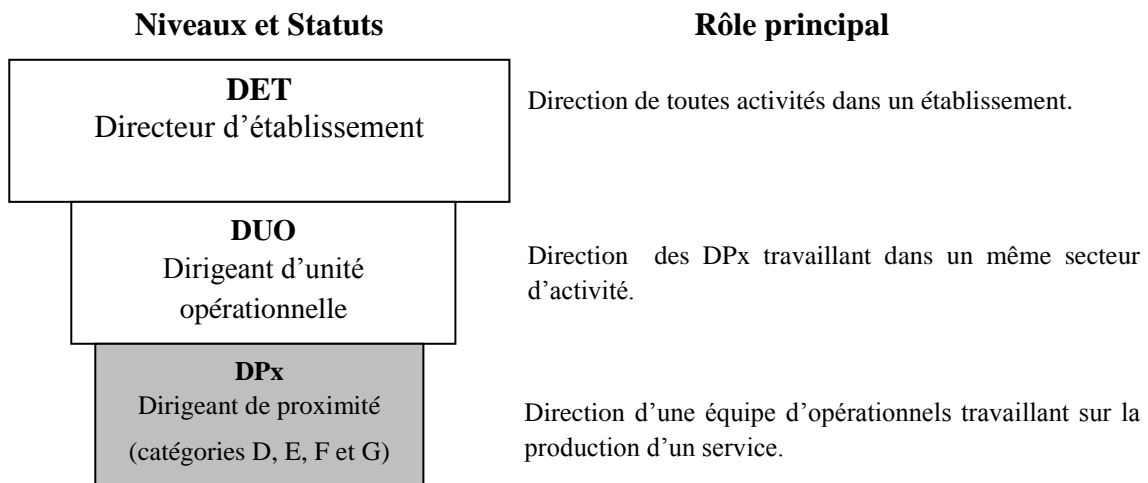 Niveaux et Statuts
Rôle principal
DET
Directeur d’établissement
Direction de toutes activités dans un établissement.
DUO
Dirigeant d’unité
opérationnelle
Direction des DPx travaillant dans un même secteur
d’activité.
DPx
Dirigeant de proximité
(catégories D, E, F et G)
Direction d’une équipe d’opérationnels travaillant sur la
production d’un service.